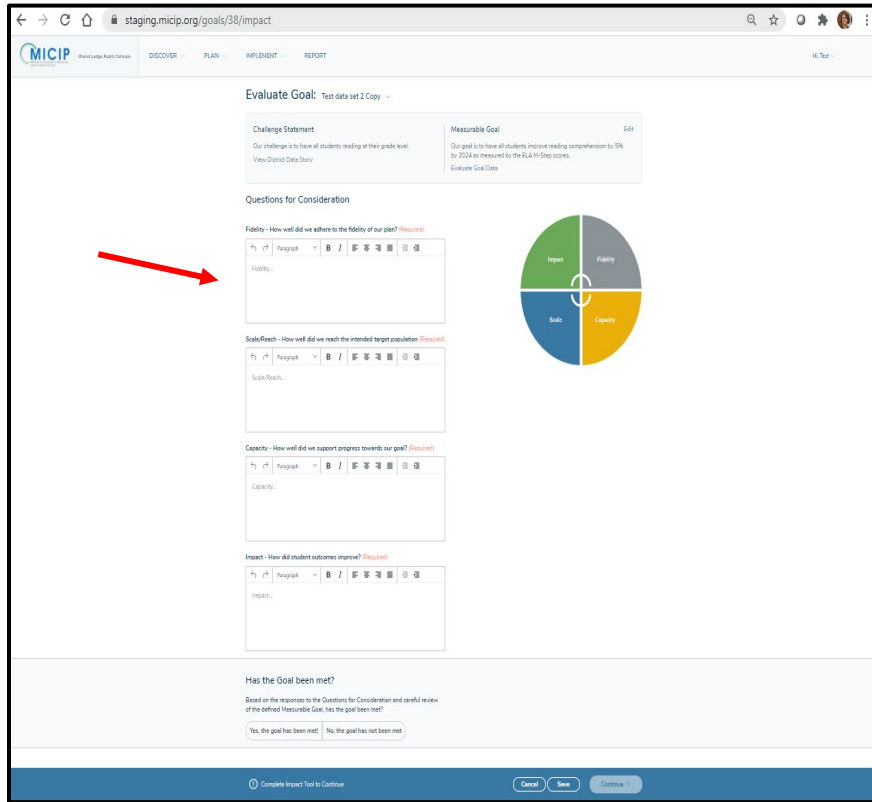 staging.micip.org/goals/38/impact
MICIP
DISCOVER PLAN IMPLEMENT REPORT
Hi, Test
Evaluate Goal: Test data set 2 Copy
Challenge Statement
Our challenge is to have all students reading at their grade level.
View District Data Story
Measurable Goal Edit
Our goal is to have all students improve reading comprehension by 5%
by 2024 as measured by the ELA M-Step scores.
Evaluate Goal Data
Questions for Consideration
Fidelity - How well did we adhere to the fidelity of our plan? (Required)
Paragraph B I
Fidelity...
Scale/Reach - How well did we reach the intended target population (Required)
Paragraph B I
Scale/Reach...
Capacity - How well did we support progress towards our goal? (Required)
Paragraph B I
Capacity...
Impact - How did student outcomes improve? (Required)
Paragraph B I
Impact...
Impact Fidelity
Scale Capacity
Has the Goal been met?
Based on the responses to the Questions for Consideration and careful review
of the defined Measurable Goal, has the goal been met?
Yes, the goal has been met! No, the goal has not been met
Complete Impact Tool to Continue
Cancel Save Continue